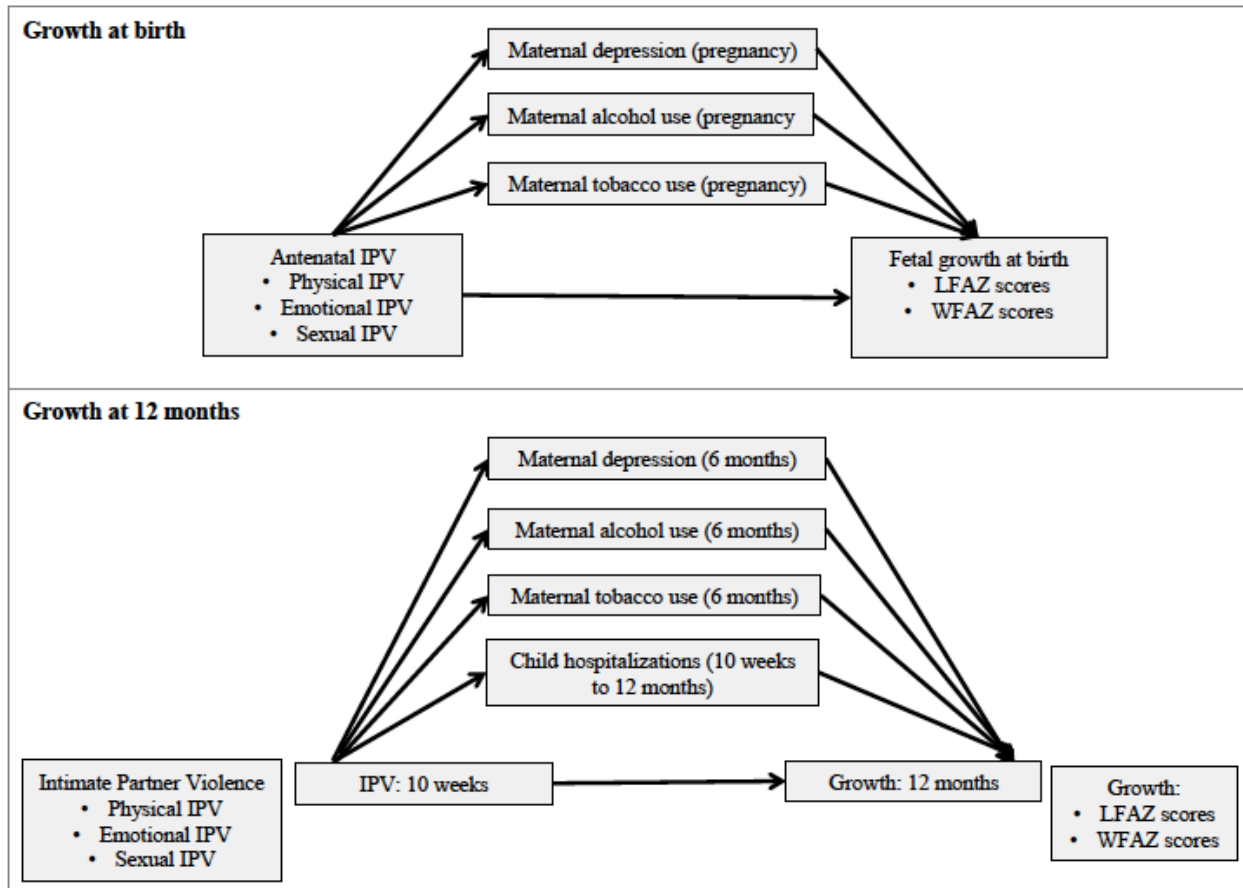 Growth at birth
Maternal depression (pregnancy)
Maternal alcohol use (pregnancy
Maternal tobacco use (pregnancy)
Antenatal IPV
• Physical IPV
• Emotional IPV
• Sexual IPV
Fetal growth at birth
• LFAZ scores
• WFAZ scores
Growth at 12 months
Maternal depression (6 months)
Maternal alcohol use (6 months)
Maternal tobacco use (6 months)
Child hospitalizations (10 weeks
to 12 months)
Intimate Partner Violence
• Physical IPV
• Emotional IPV
• Sexual IPV
IPV: 10 weeks
Growth: 12 months
Growth:
• LFAZ scores
• WFAZ scores